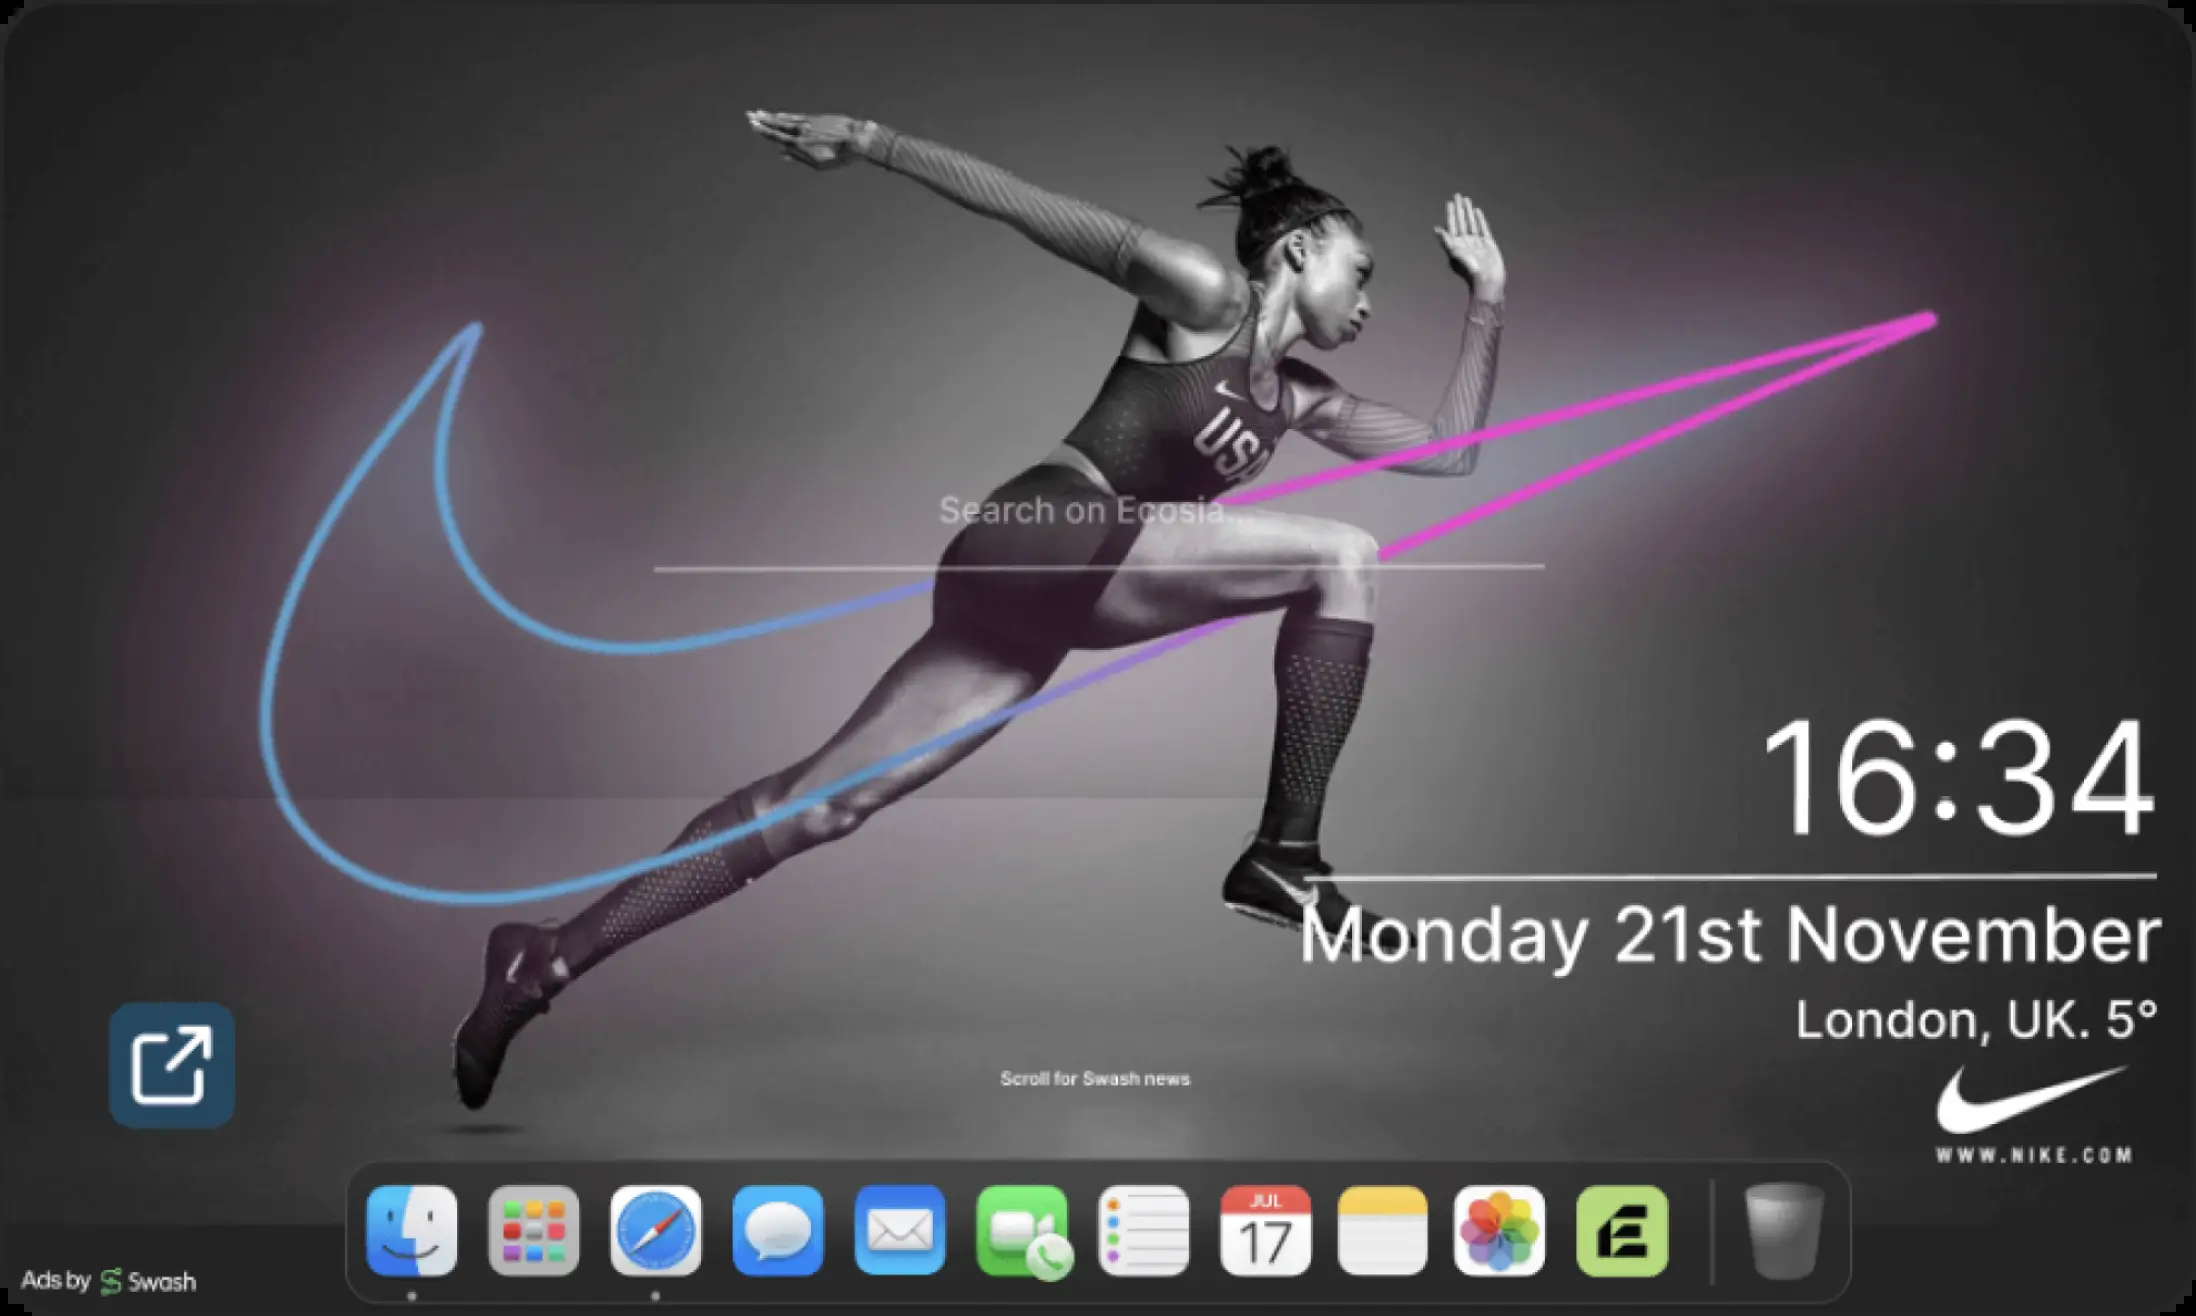 USA
Search on Ecosia...
16:34
Monday 21st November
London, UK. 5°
Scroll for Swash news
WWW.NIKE.COM
JUL
17
E
Ads by Swash